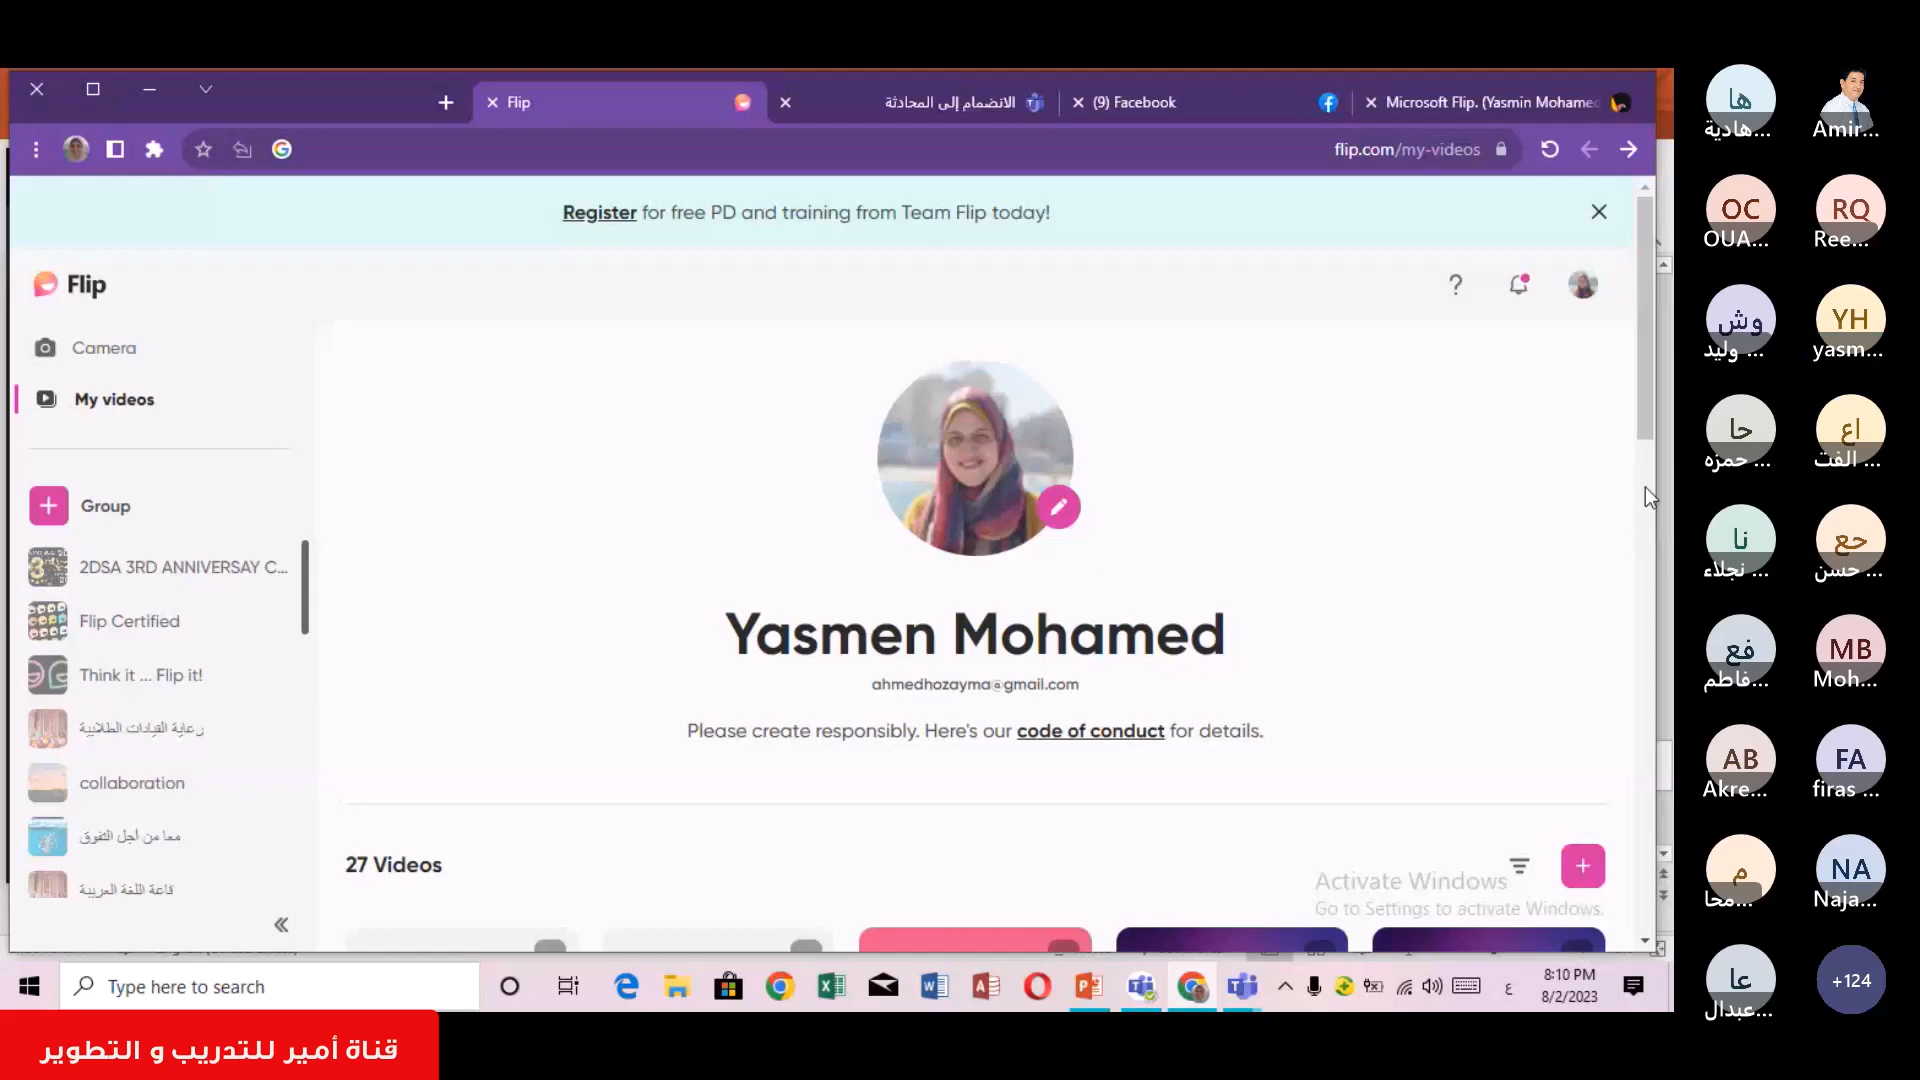 Flip
الانضمام إلى المحادثة
(9) Facebook
Microsoft Flip. (Yasmin Mohamed
flip.com/my-videos
Register for free PD and training from Team Flip today!
Flip
Camera
My videos
Group
2DSA 3RD ANNIVERSAY C...
Flip Certified
Think it ... Flip it!
رعاية القيادات الطلابية
collaboration
معا من أجل التفوق
قاعة اللغة العربية
Yasmen Mohamed
ahmedhozayma@gmail.com
Please create responsibly. Here's our code of conduct for details.
27 Videos
Activate Windows
Go to Settings to activate Windows.
Type here to search
ع
8:10 PM
8/2/2023
ها
هادية...
Amir...
OC
OUA...
RQ
Ree...
وش
وليد ...
YH
yasm...
حا
حمزه ...
اع
الفت ...
نا
نجلاء ...
حع
حسن ...
فع
فاطم...
MB
Moh...
AB
Akre...
FA
firas ...
م
محا...
NA
Naja...
عا
عبدال...
+124
قناة أمير للتدريب و التطوير